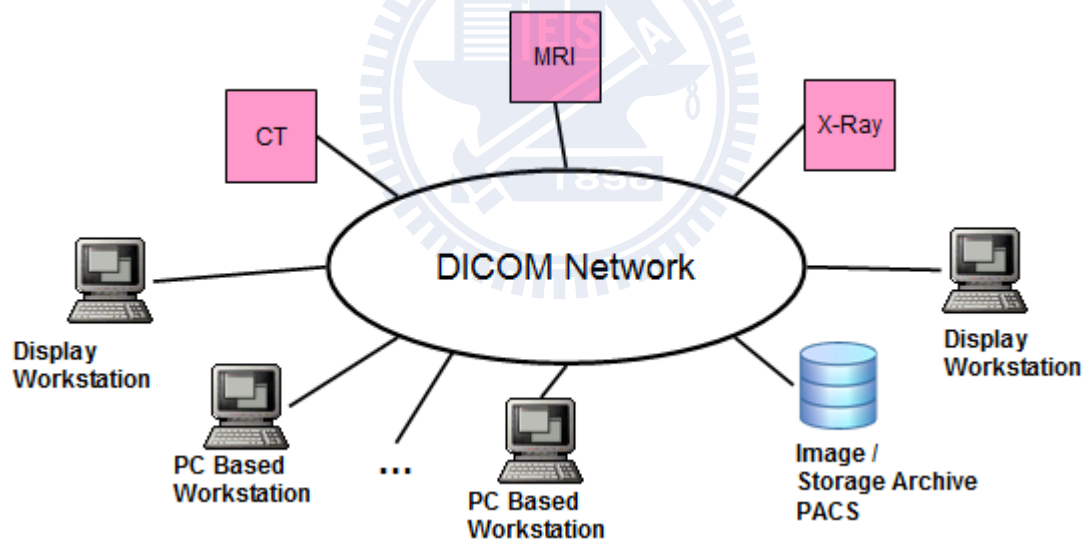 MRI
CT
X-Ray
1896
DICOM Network
Display
Workstation
Display
Workstation
PC Based
Workstation
...
PC Based
Workstation
Image /
Storage Archive
PACS